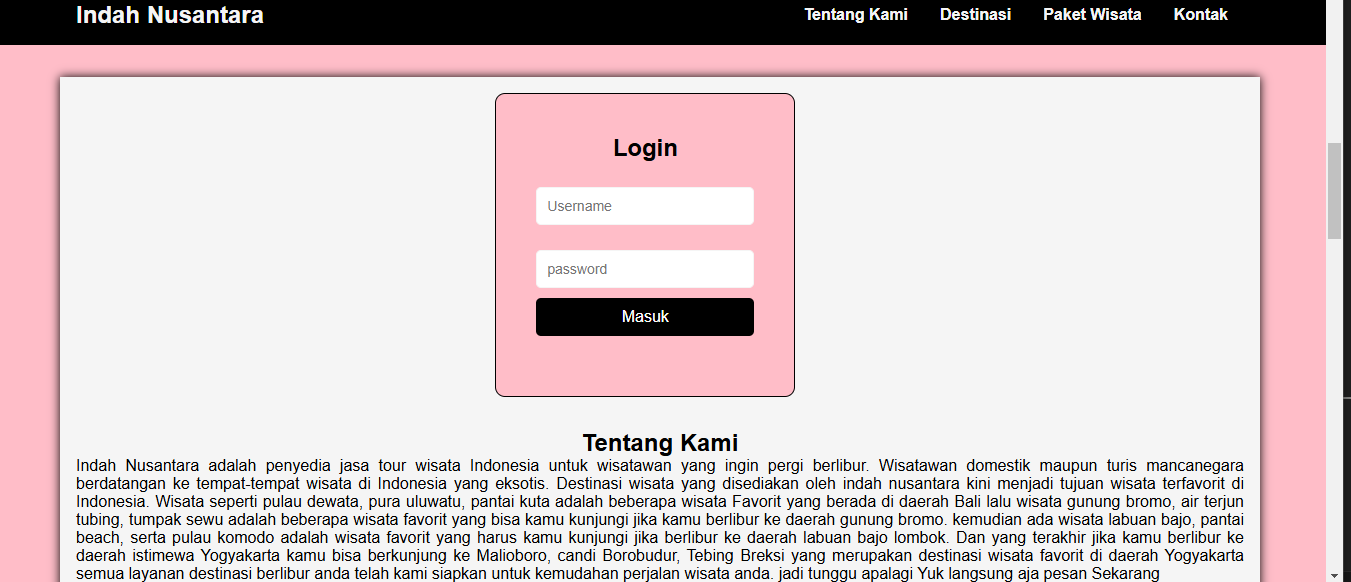 Indah Nusantara
Tentang Kami Destinasi Paket Wisata Kontak
Login
Username
password
Masuk
Tentang Kami
Indah Nusantara adalah penyedia jasa tour wisata Indonesia untuk wisatawan yang ingin pergi berlibur. Wisatawan domestik maupun turis mancanegara
berdatangan ke tempat-tempat wisata di Indonesia yang eksotis. Destinasi wisata yang disediakan oleh indah nusantara kini menjadi tujuan wisata terfavorit di
Indonesia. Wisata seperti pulau dewata, pura uluwatu, pantai kuta adalah beberapa wisata Favorit yang berada di daerah Bali lalu wisata gunung bromo, air terjun
tubing, tumpak sewu adalah beberapa wisata favorit yang bisa kamu kunjungi jika kamu berlibur ke daerah gunung bromo. kemudian ada wisata labuan bajo, pantai
beach, serta pulau komodo adalah wisata favorit yang harus kamu kunjungi jika berlibur ke daerah labuan bajo lombok. Dan yang terakhir jika kamu berlibur ke
daerah istimewa Yogyakarta kamu bisa berkunjung ke Malioboro, candi Borobudur, Tebing Breksi yang merupakan destinasi wisata favorit di daerah Yogyakarta
semua layanan destinasi berlibur anda telah kami siapkan untuk kemudahan perjalan wisata anda. jadi tunggu apalagi Yuk langsung aja pesan Sekarang